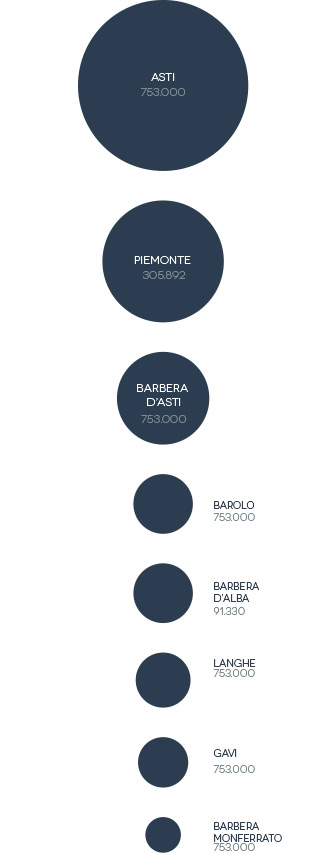 ASTI
753.000
PIEMONTE
305.892
BARBERA
D'ASTI
753.000
BAROLO
753.000
BARBERA
D'ALBA
91.330
LANGHE
753.000
GAVI
753.000
BARBERA
MONFERRATO
753.000